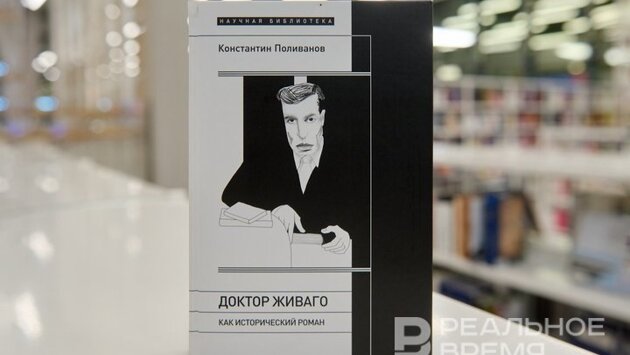 НАУЧНАЯ БИБЛИОТЕКА
Константин Поливанов
ДОКТОР ЖИВАГО
КАК ИСТОРИЧЕСКИЙ РОМАН
РЕАЛЬНОЕ
ВРЕМЯ